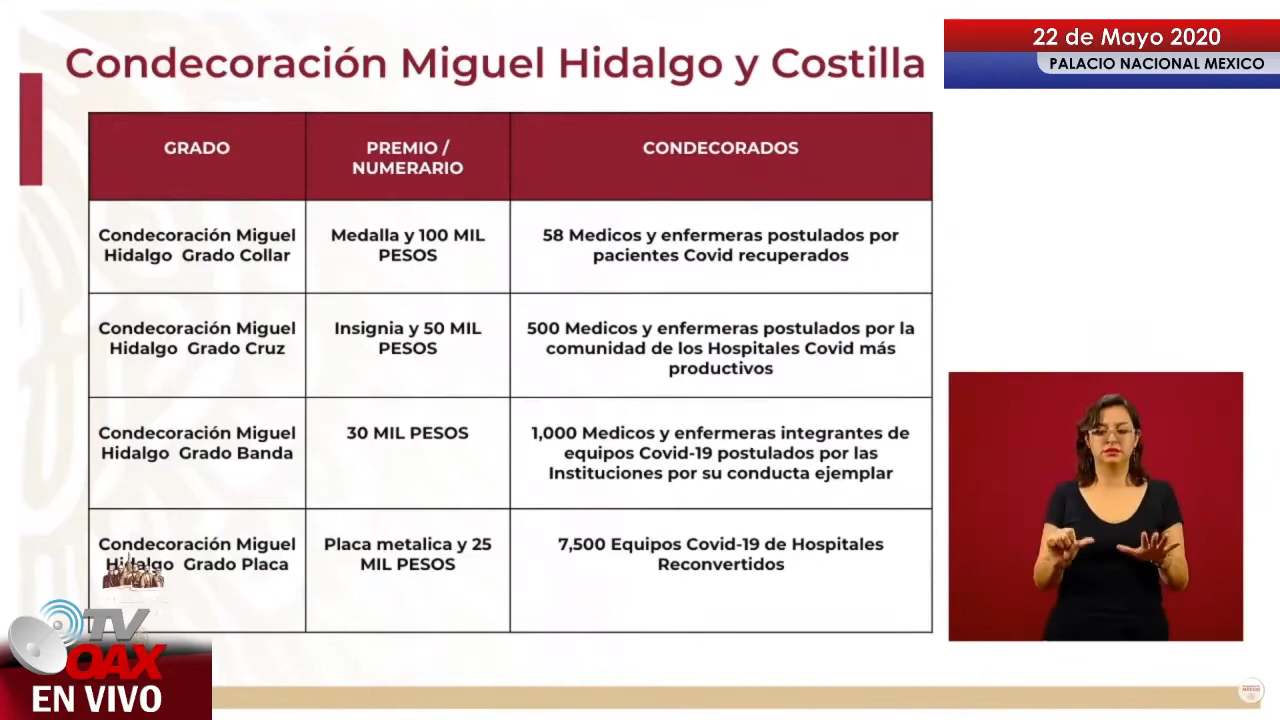 Condecoración Miguel Hidalgo y Costilla
22 de Mayo 2020
PALACIO NACIONAL MEXICO
GRADO
PREMIO /
NUMERARIO
CONDECORADOS
Condecoración Miguel
Hidalgo Grado Collar
Medalla y 100 MIL
PESOS
58 Medicos y enfermeras postulados por
pacientes Covid recuperados
Condecoración Miguel
Hidalgo Grado Cruz
Insignia y 50 MIL
PESOS
500 Medicos y enfermeras postulados por la
comunidad de los Hospitales Covid más
productivos
Condecoración Miguel
Hidalgo Grado Banda
30 MIL PESOS
1,000 Medicos y enfermeras integrantes de
equipos Covid-19 postulados por las
Instituciones por su conducta ejemplar
Condecoración Miguel
Hidalgo Grado Placa
Placa metalica y 25
MIL PESOS
7,500 Equipos Covid-19 de Hospitales
Reconvertidos
TV
OAX
EN VIVO